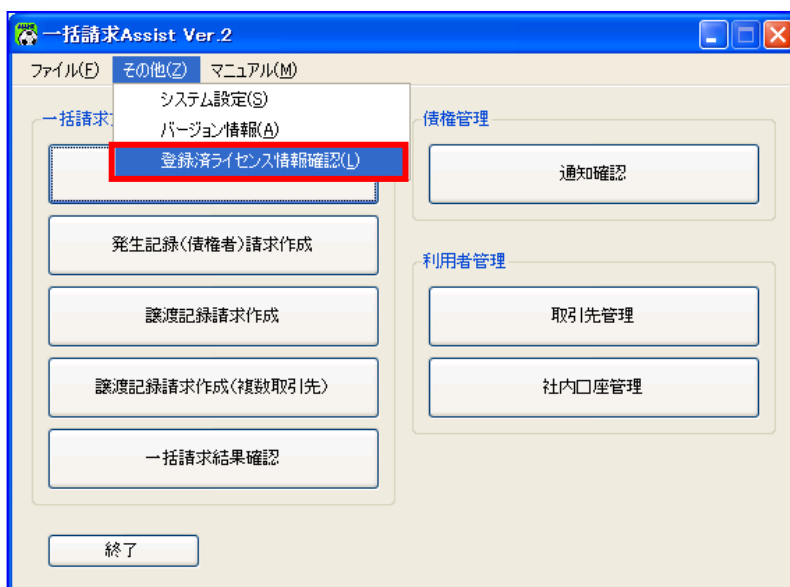 一括請求Assist Ver.2
ファイル(F) その他(Z) マニュアル(M)
システム設定(S)
バージョン情報(A)
登録済ライセンス情報確認(L)
一括請求
発生記録(債権者)請求作成
譲渡記録請求作成
譲渡記録請求作成(複数取引先)
一括請求結果確認
債権管理
通知確認
利用者管理
取引先管理
社内口座管理
終了